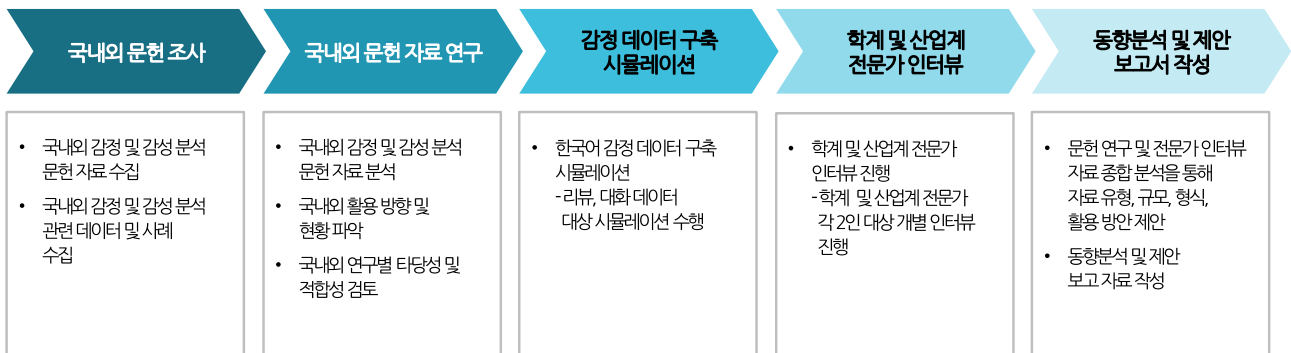 국내외 문헌 조사
• 국내외 감정 및 감성 분석
문헌 자료 수집
• 국내외 감정 및 감성 분석
관련 데이터 및 사례
수집
국내외 문헌 자료 연구
• 국내외 감정 및 감성 분석
문헌 자료 분석
• 국내외 활용 방향 및
현황 파악
• 국내외 연구별 타당성 및
적합성 검토
감정 데이터 구축
시뮬레이션
• 한국어 감정 데이터 구축
시뮬레이션
- 리뷰, 대화 데이터
대상 시뮬레이션 수행
학계 및 산업계
전문가 인터뷰
• 학계 및 산업계 전문가
인터뷰 진행
- 학계 및 산업계 전문가
각 2인 대상 개별 인터뷰
진행
동향분석 및 제안
보고서 작성
• 문헌 연구 및 전문가 인터뷰
자료 종합 분석을 통해
자료 유형, 규모, 형식,
활용 방안 제안
• 동향분석 및 제안
보고 자료 작성